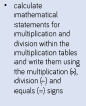 • calculate
mathematical
statements for
multiplication and
division within the
multiplication tables
and write them using
the multiplication (×),
division (÷) and
equals (=) signs